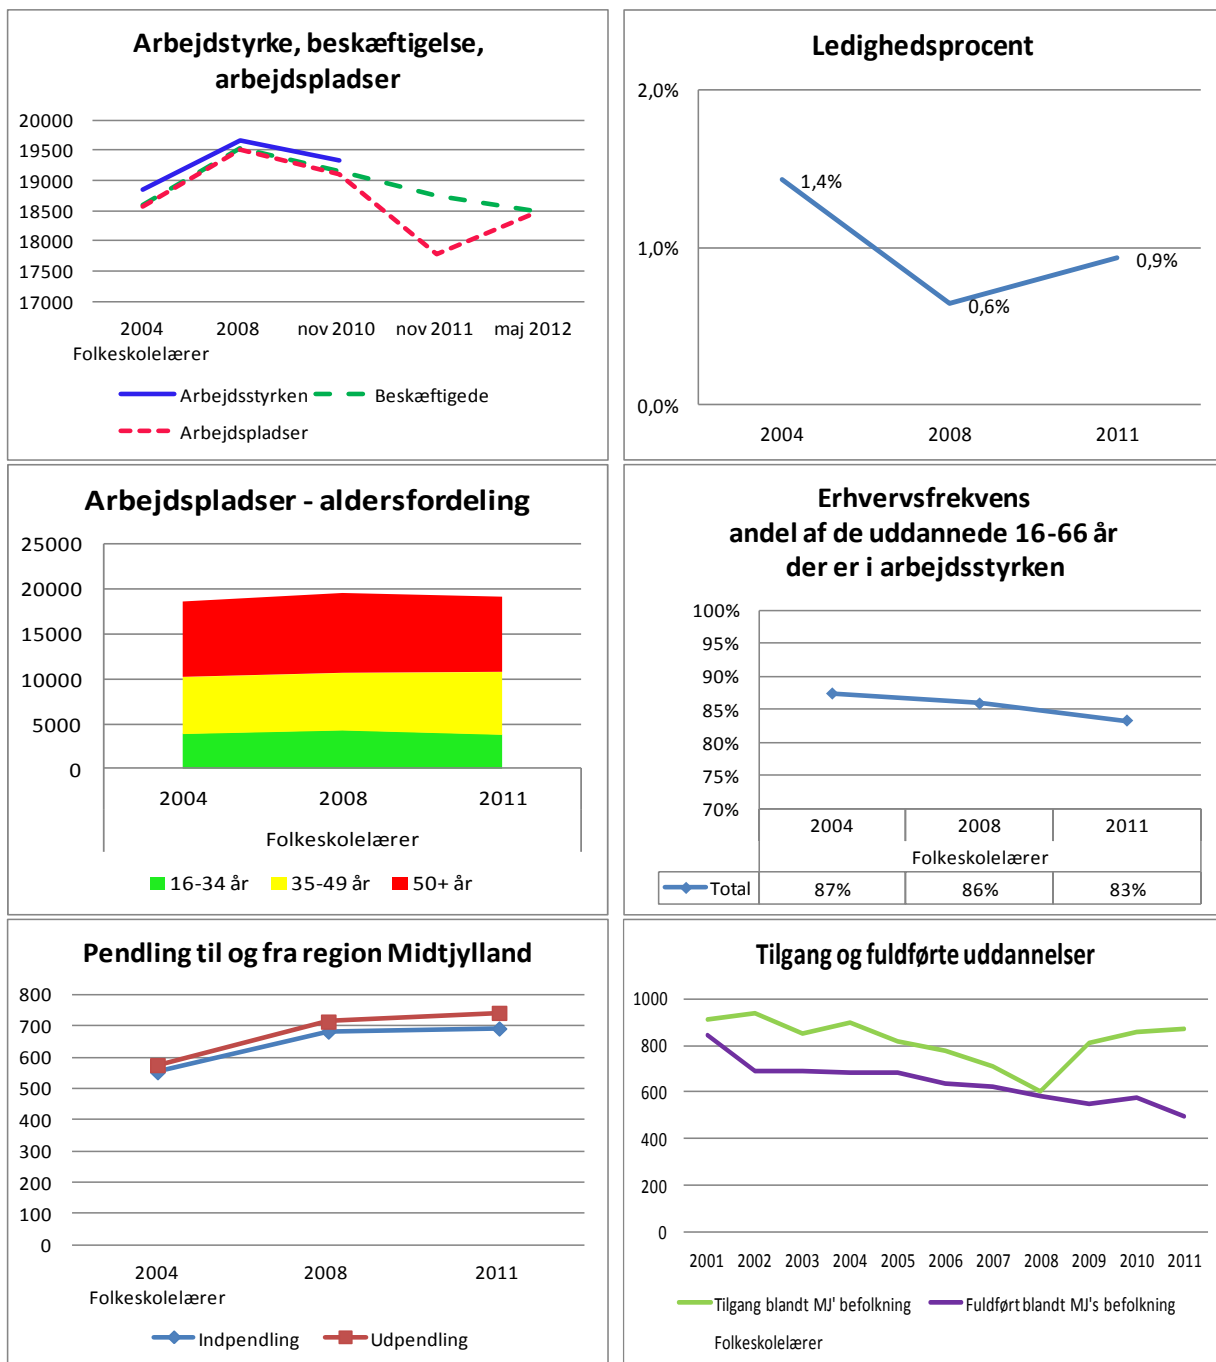 Arbejdstyrke, beskæftigelse,
arbejdspladser
20000
19500
19000
18500
18000
17500
17000
2004 2008 nov 2010 nov 2011 maj 2012
Folkeskolelærer
Arbejdsstyrken Beskæftigede
Arbejdspladser
Ledighedsprocent
2,0%
1,0%
0,0%
1,4%
0,6%
0,9%
2004 2008 2011
Arbejdspladser - aldersfordeling
25000
20000
15000
10000
5000
0
2004 2008 2011
Folkeskolelærer
16-34 år 35-49 år 50+ år
Erhvervsfrekvens
andel af de uddannede 16-66 år
der er i arbejdsstyrken
100%
95%
90%
85%
80%
75%
70%
2004 2008 2011
Folkeskolelærer
Total 87% 86% 83%
Pendling til og fra region Midtjylland
800
700
600
500
400
300
200
100
0
2004 2008 2011
Folkeskolelærer
Indpendling Udpendling
Tilgang og fuldførte uddannelser
1000
800
600
400
200
0
2001 2002 2003 2004 2005 2006 2007 2008 2009 2010 2011
Tilgang blandt MJ' befolkning Fuldført blandt MJ's befolkning
Folkeskolelærer